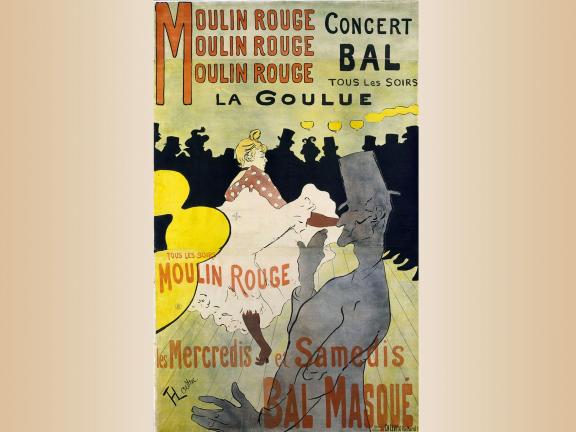 MOULIN ROUGE CONCERT
MOULIN ROUGE BAL
MOULIN ROUGE TOUS Les SOIRS
LA GOULUE
TOUS LES SOIRS
MOULIN ROUGE
les Mercredis et Samedis
BAL MASQUÉ